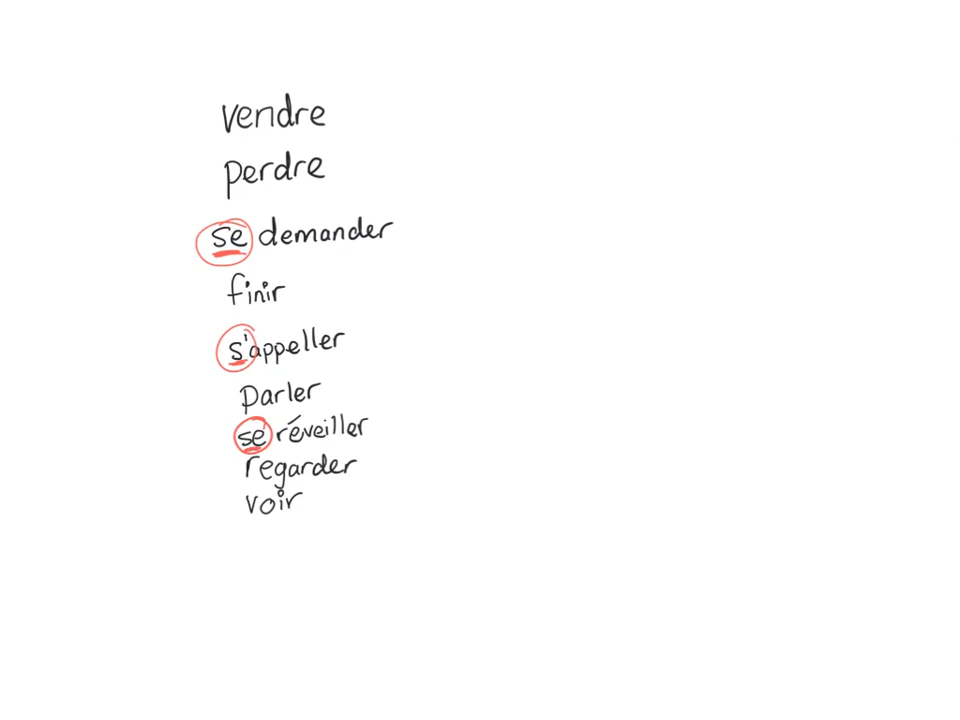 vendre
perdre
se demander
finir
s'appeller
parler
se réveiller
regarder
voir